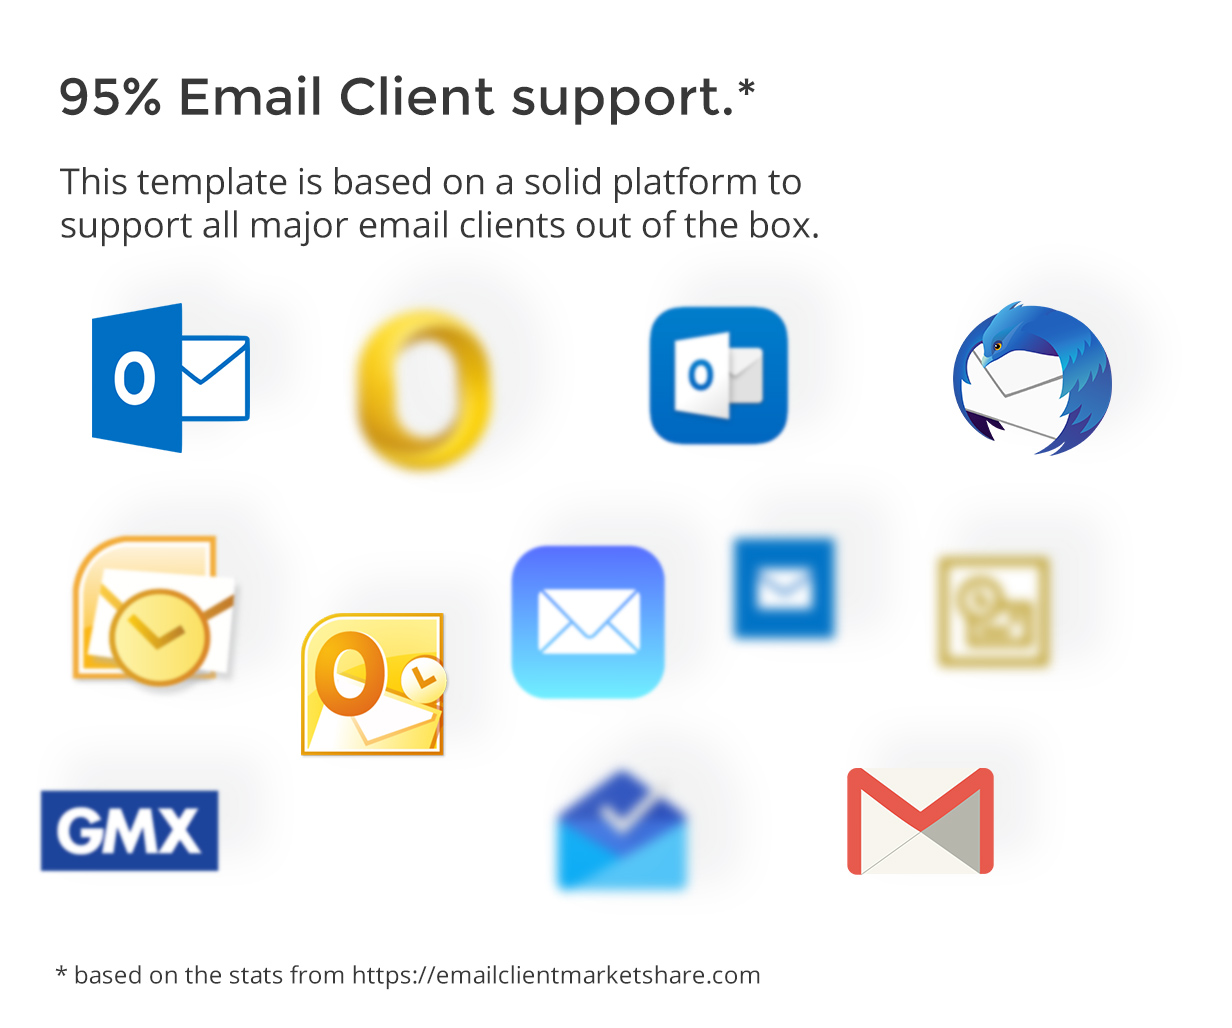 95% Email Client support.*
This template is based on a solid platform to
support all major email clients out of the box.
O
O
O
O
GMX
* based on the stats from https://emailclientmarketshare.com